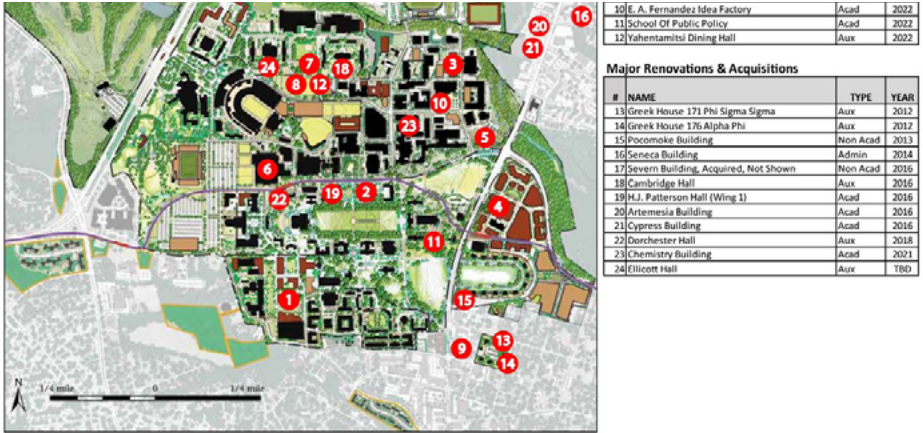 16
20
21
24
7
18
3
8
12
10
23
5
6
22
19
2
4
11
1
15
13
9
14
N
1/4 mile 0 1/4 mile
10 E. A. Fernandez Idea Factory Acad 2022
11 School Of Public Policy Acad 2022
12 Yahentamitsi Dining Hall Aux 2022
Major Renovations & Acquisitions
# NAME TYPE YEAR
13 Greek House 171 Phi Sigma Sigma Aux 2012
14 Greek House 176 Alpha Phi Aux 2012
15 Pocomoke Building Non Acad 2013
16 Seneca Building Admin 2014
17 Severn Building, Acquired, Not Shown Non Acad 2016
18 Cambridge Hall Aux 2016
19 H.J. Patterson Hall (Wing 1) Acad 2016
20 Artemesia Building Acad 2016
21 Cypress Building Acad 2016
22 Dorchester Hall Aux 2018
23 Chemistry Building Acad 2021
24 Ellicott Hall Aux TBD